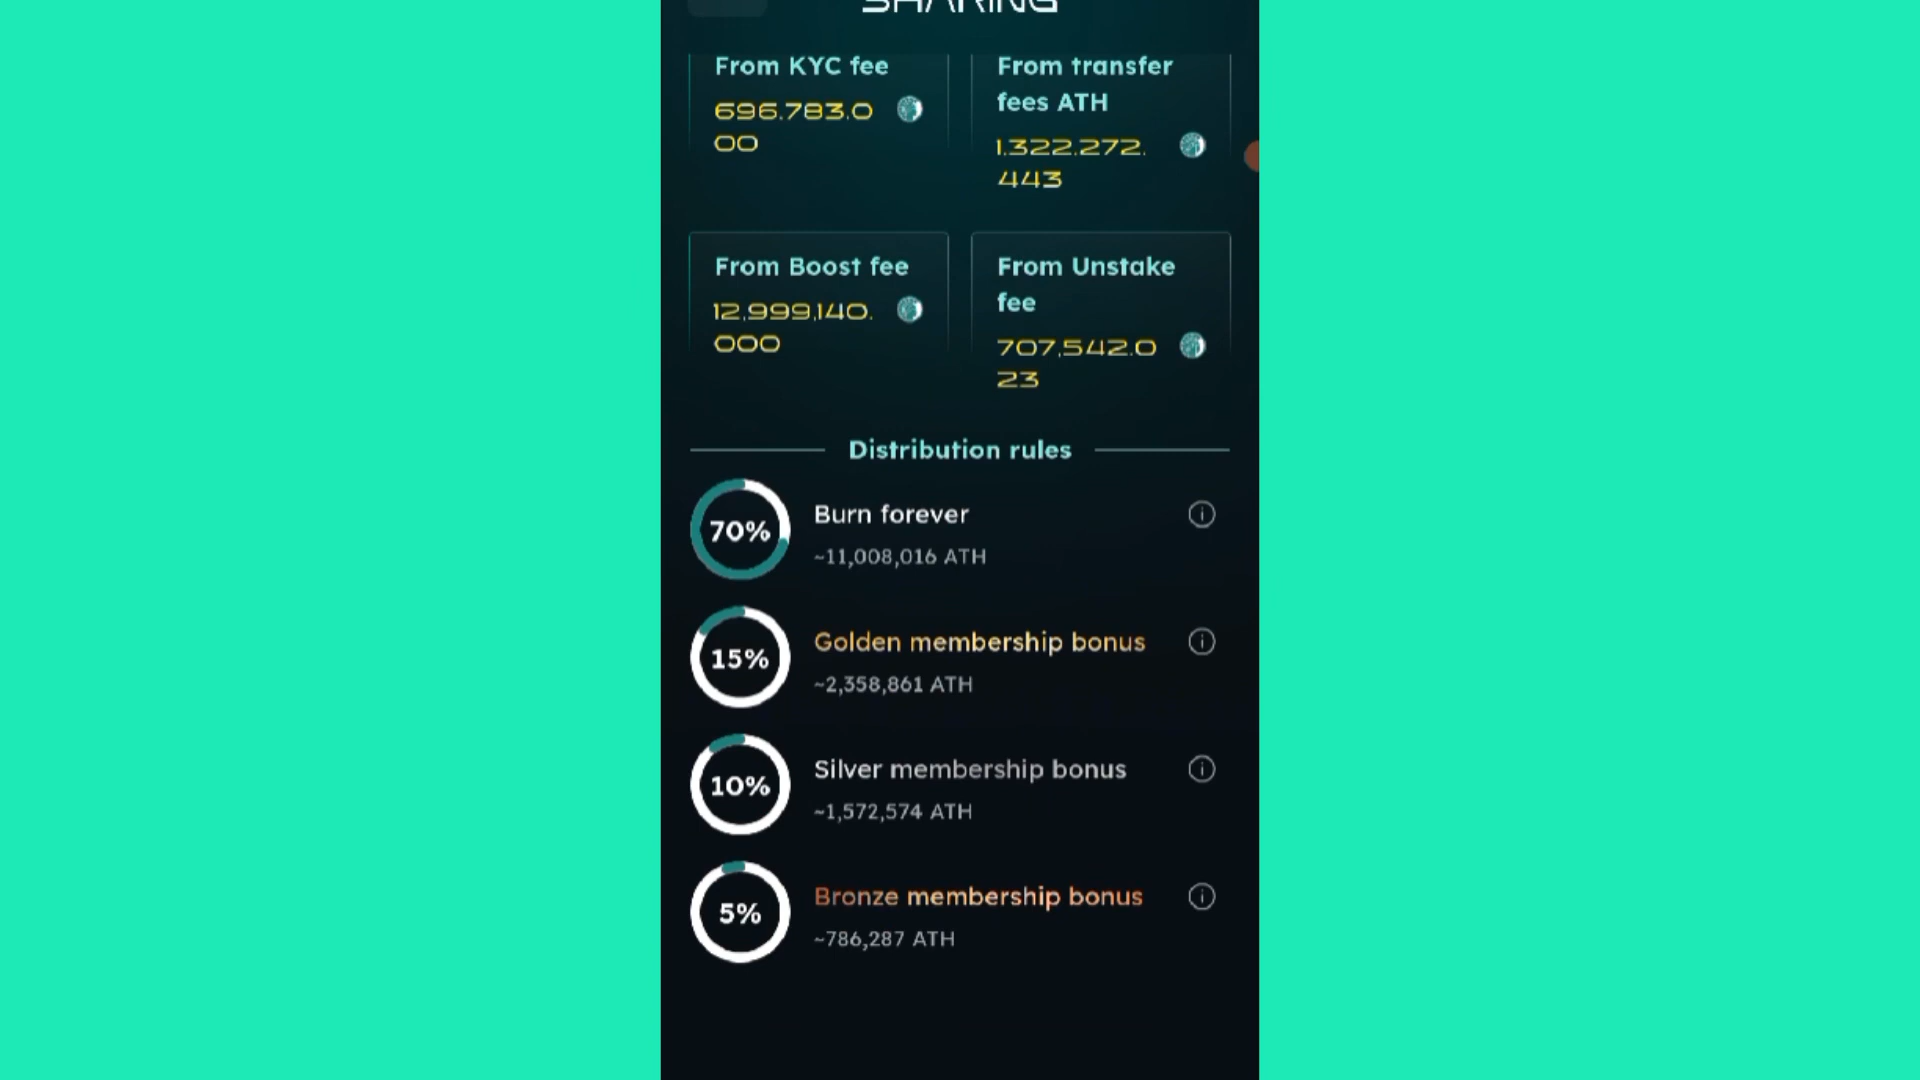 SHARING
From KYC fee
696,783.0
00
From transfer
fees ATH
1,322,272.
443
From Boost fee
12,999,140.
000
From Unstake
fee
707,542.0
23
Distribution rules
70%
Burn forever
~11,008,016 ATH
15%
Golden membership bonus
~2,358,861 ATH
10%
Silver membership bonus
~1,572,574 ATH
5%
Bronze membership bonus
~786,287 ATH